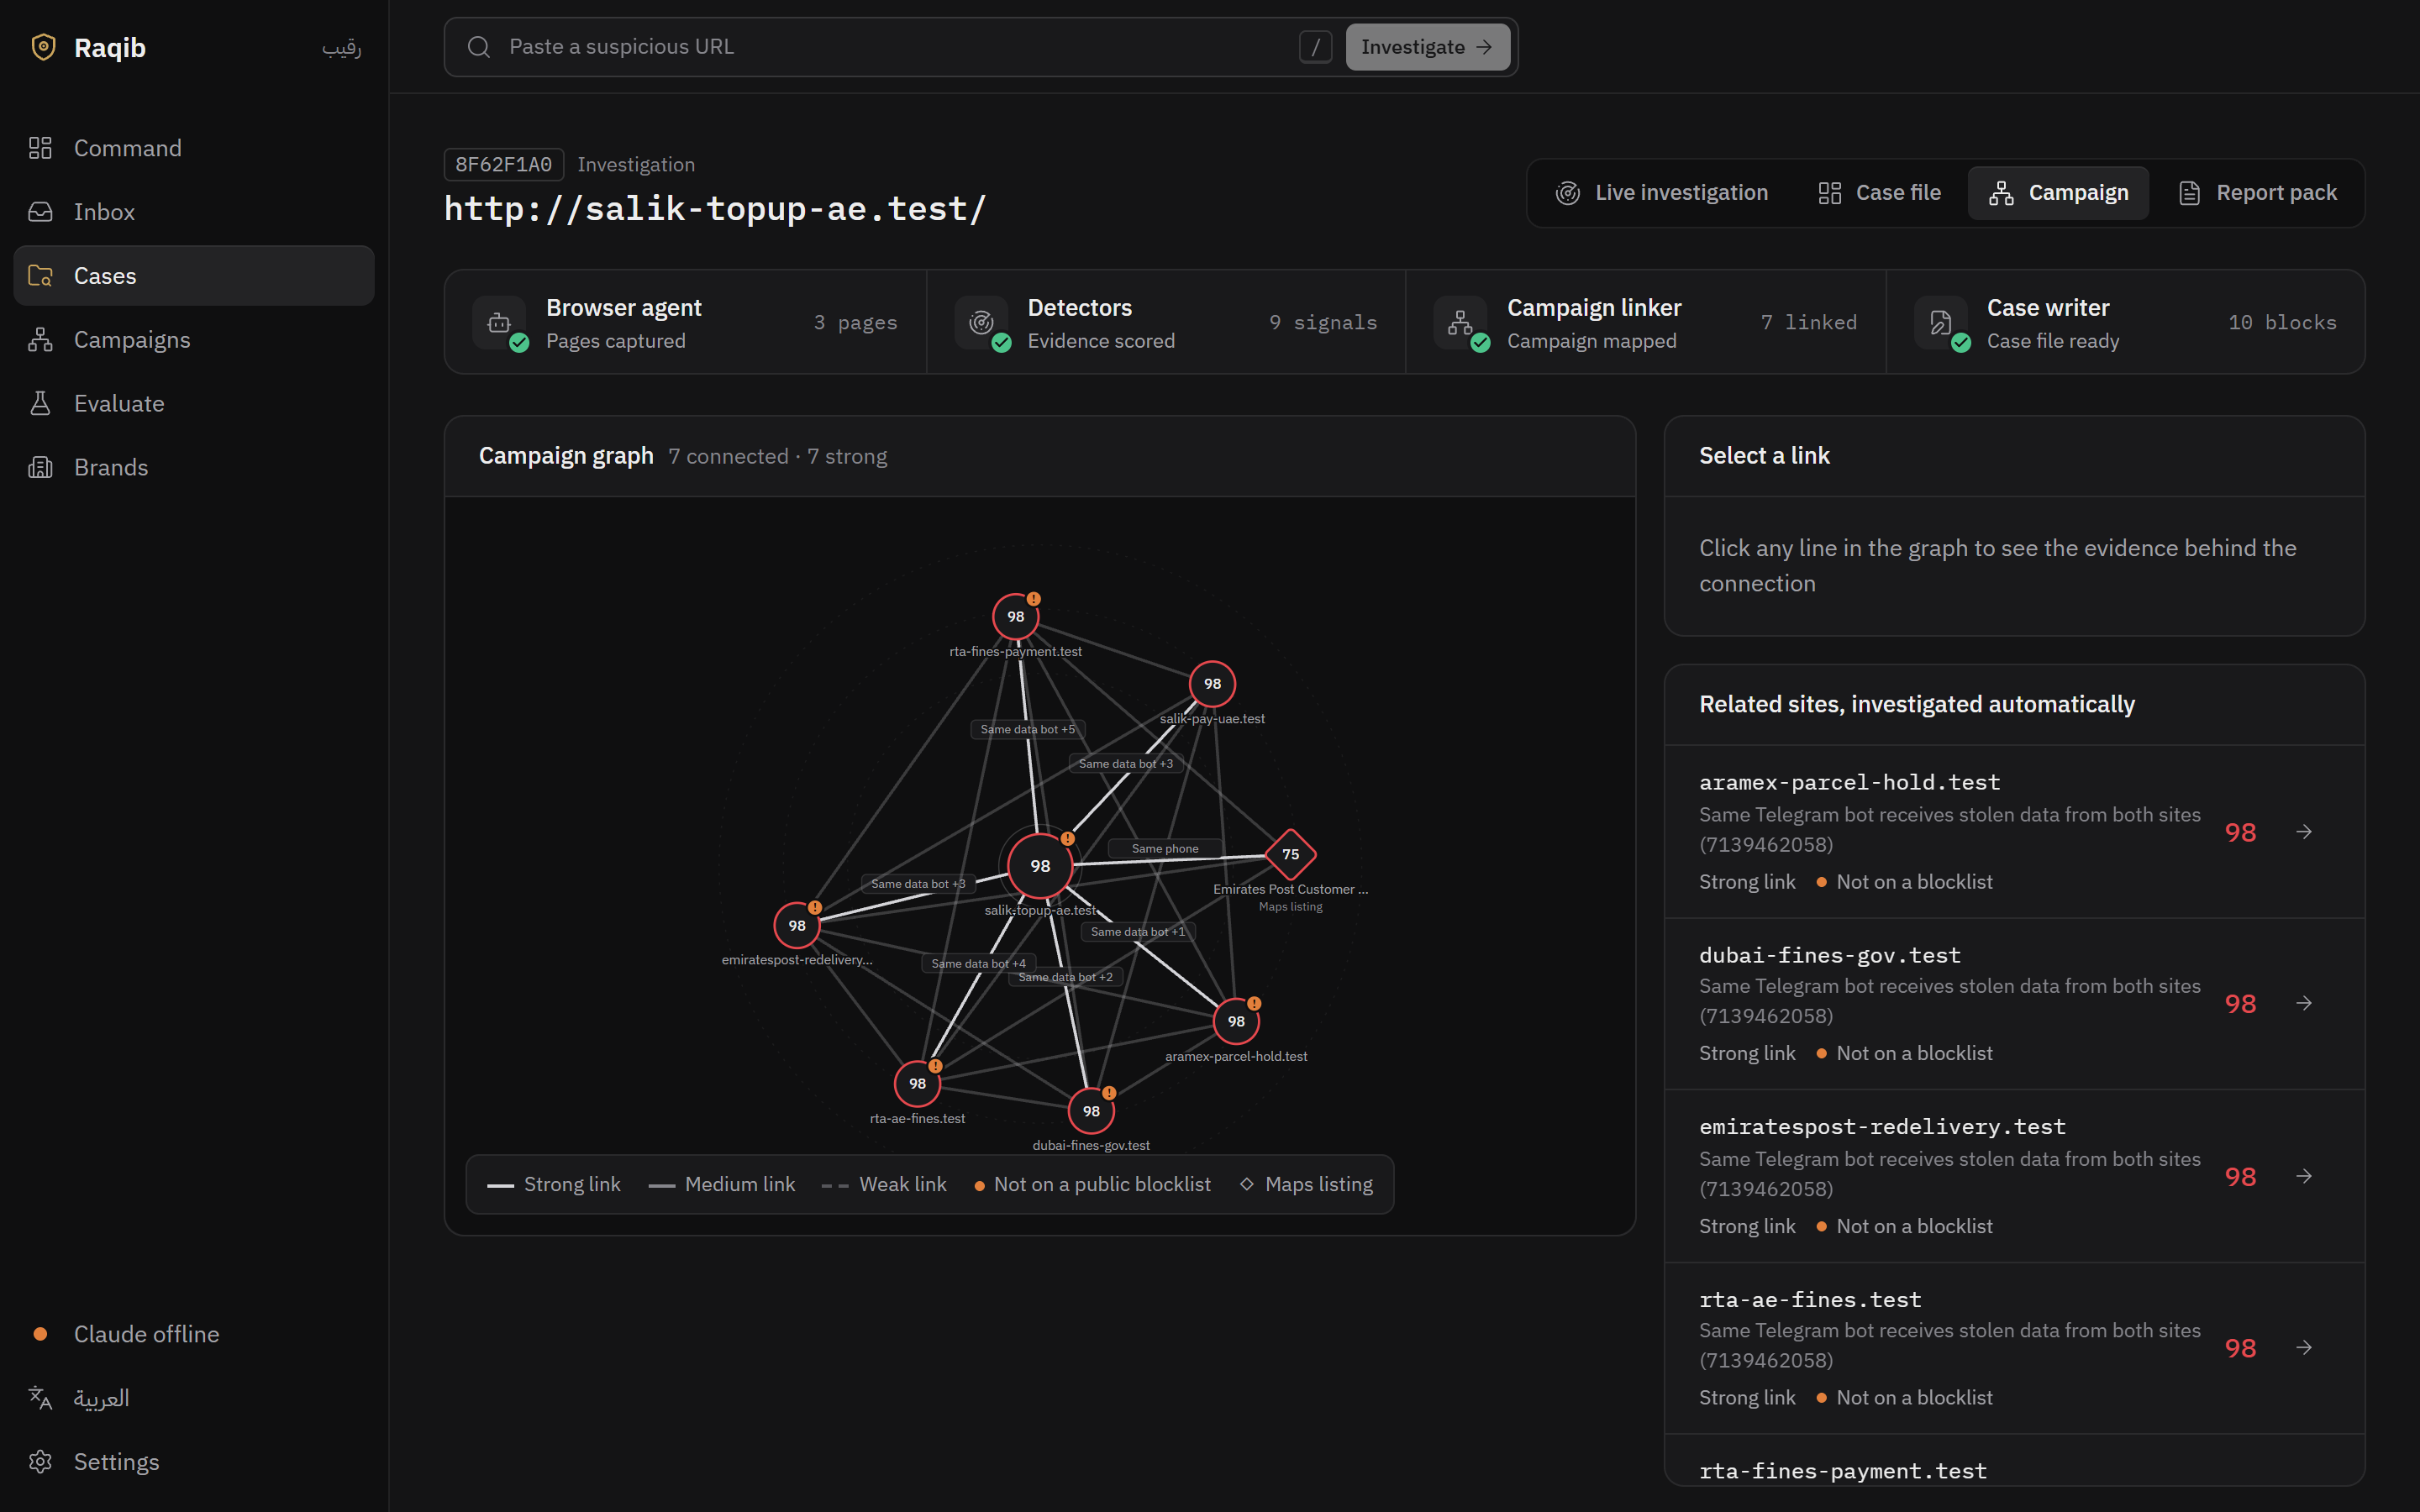 Raqib
رقيب
Command
Inbox
Cases
Campaigns
Evaluate
Brands
Claude offline
العربية
Settings
Paste a suspicious URL
/
Investigate
8F62F1A0 Investigation
http://salik-topup-ae.test/
Live investigation
Case file
Campaign
Report pack
Browser agent
Pages captured
3 pages
Detectors
Evidence scored
9 signals
Campaign linker
Campaign mapped
7 linked
Case writer
Case file ready
10 blocks
Campaign graph 7 connected · 7 strong
98
!
rta-fines-payment.test
98
salik-pay-uae.test
Same data bot +5
Same data bot +3
98
!
salik-topup-ae.test
Same phone
75
Emirates Post Customer ...
Maps listing
Same data bot +3
98
!
emiratespost-redelivery...
Same data bot +1
Same data bot +4
Same data bot +2
98
!
aramex-parcel-hold.test
98
!
rta-ae-fines.test
98
!
dubai-fines-gov.test
Strong link
Medium link
Weak link
Not on a public blocklist
Maps listing
Select a link
Click any line in the graph to see the evidence behind the
connection
Related sites, investigated automatically
aramex-parcel-hold.test
Same Telegram bot receives stolen data from both sites
(7139462058)
98
Strong link Not on a blocklist
dubai-fines-gov.test
Same Telegram bot receives stolen data from both sites
(7139462058)
98
Strong link Not on a blocklist
emiratespost-redelivery.test
Same Telegram bot receives stolen data from both sites
(7139462058)
98
Strong link Not on a blocklist
rta-ae-fines.test
Same Telegram bot receives stolen data from both sites
(7139462058)
98
Strong link Not on a blocklist
rta-fines-payment.test